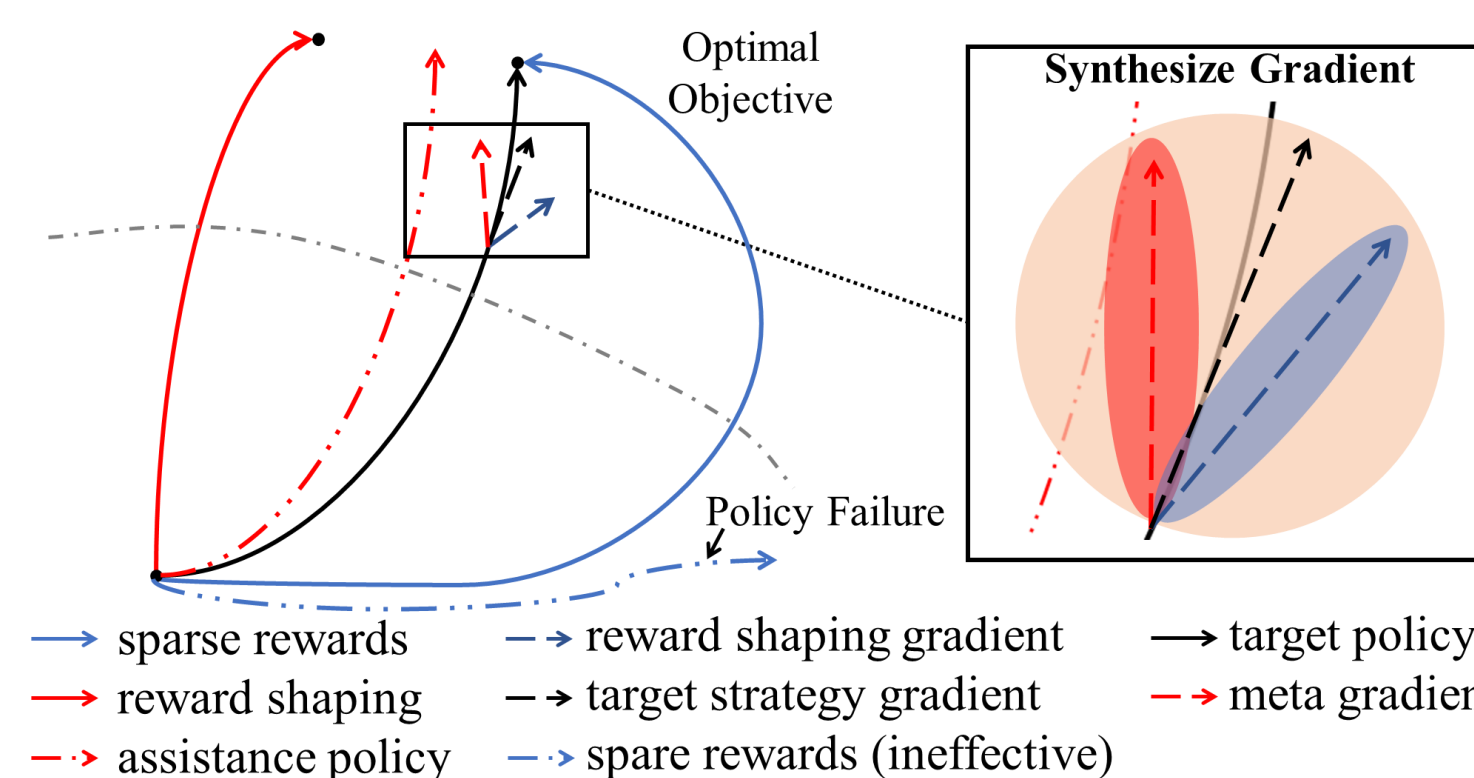 Optimal
Objective
Synthesize Gradient
Policy Failure
sparse rewards
reward shaping gradient
target policy
reward shaping
target strategy gradient
meta gradien
assistance policy
spare rewards (ineffective)